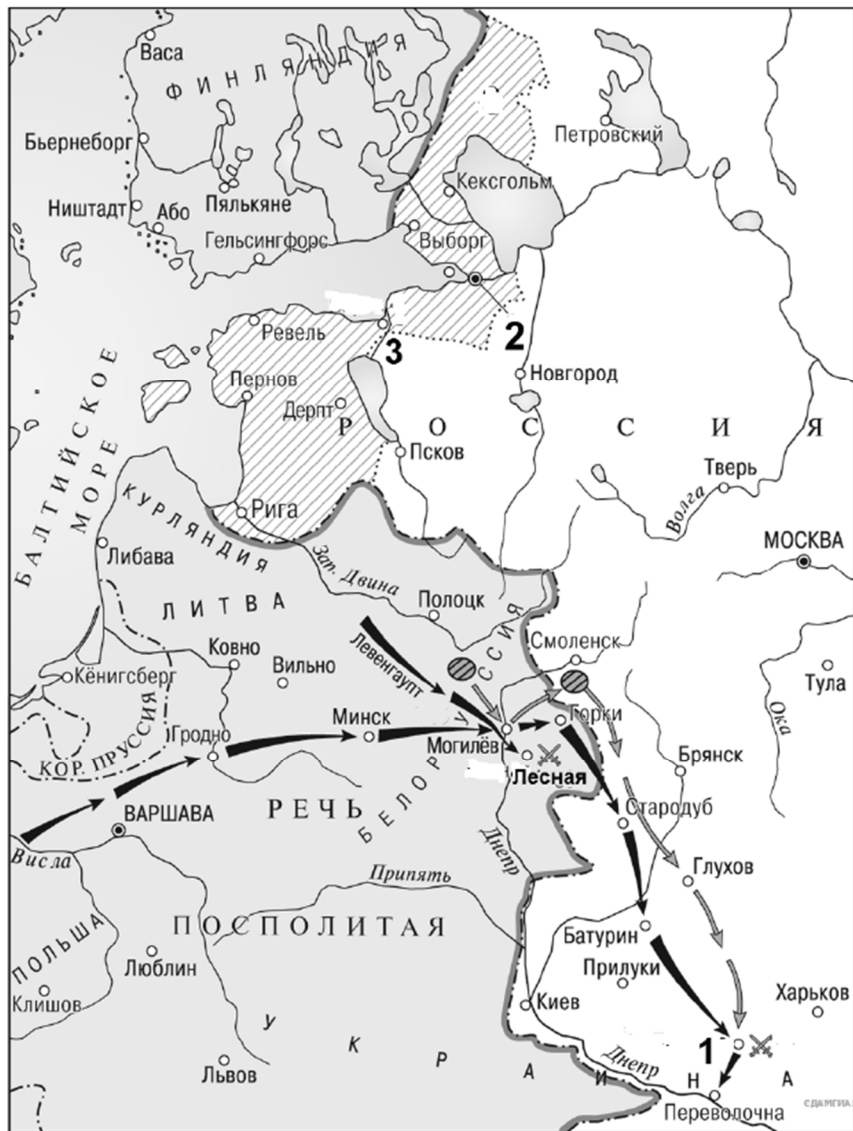 Васа
ФИНЛЯНДИЯ
Петровский
Бьернеборг
Кексгольм
Пялькяне
Ништадт
Або
Гельсингфорс
Выборг
2
3
Ревель
Новгород
Пернов
Дерпт
РОССИЯ
Псков
БАЛТИЙСКОЕ
МОРЕ
Тверь
Волга
Рига
КУРЛЯНДИЯ
МОСКВА
Либава
Зап. Двина
ЛИТВА
Полоцк
Смоленск
Ковно
Вильно
Левенгаупт
Кёнигсберг
Тула
Ока
КОР. ПРУССИЯ
Гродно
Минск
Могилёв
Горки
БЕЛОРУССИЯ
Брянск
Лесная
ВАРШАВА
РЕЧЬ
Стародуб
Висла
Днепр
Припять
Глухов
ПОСПОЛИТАЯ
ПОЛЬША
Батурин
Люблин
Прилуки
Клишов
Киев
Харьков
УКРАИНА
1
Львов
Днепр
Переволочна
СДАМГИА